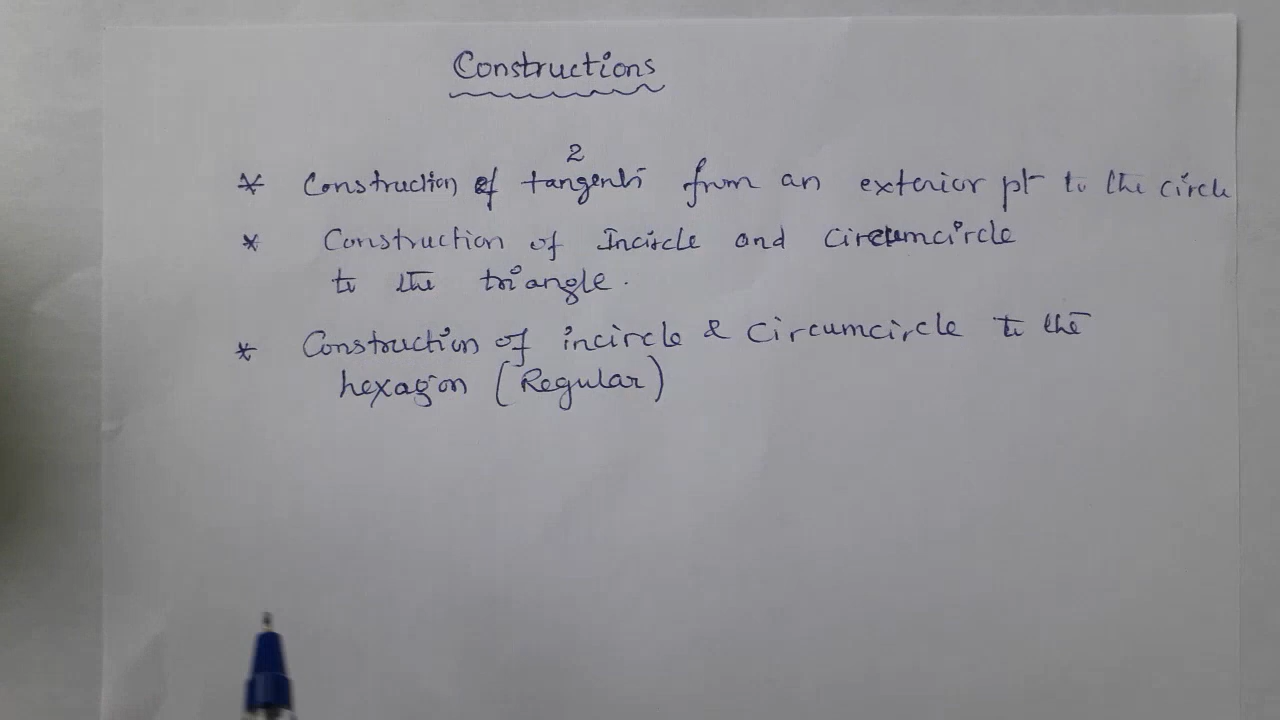 Constructions
2
* Construction of tangents from an exterior pt to the circle
* Construction of Incircle and Circumcircle
to the triangle.
* Construction of incircle & Circumcircle to the
hexagon (Regular)